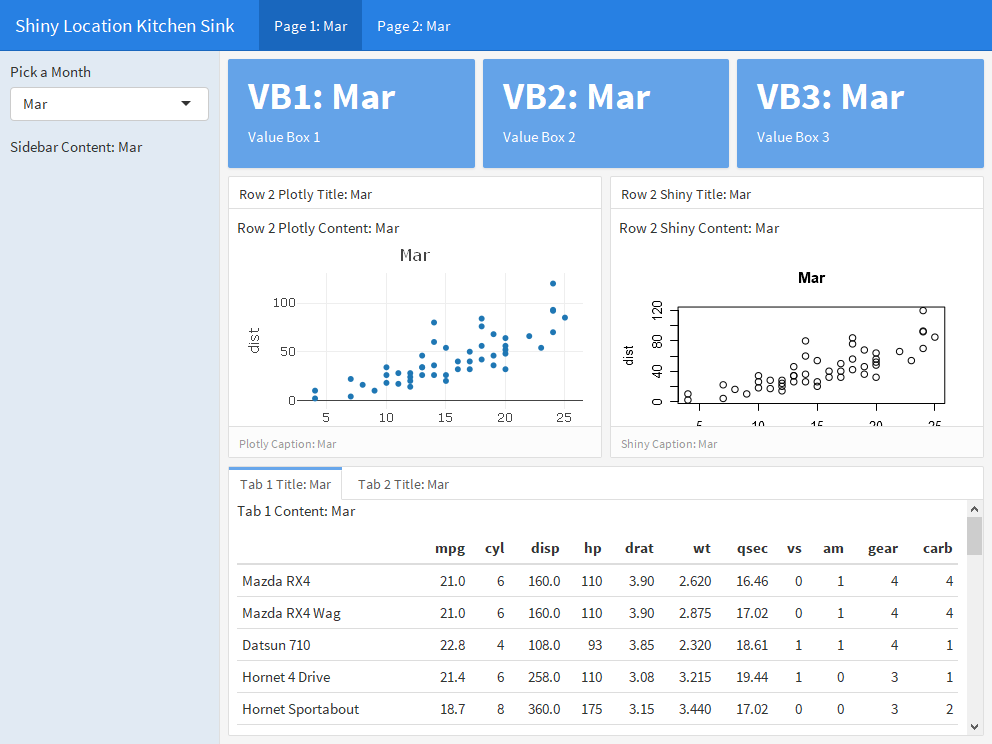 Shiny Location Kitchen Sink
Page 1: Mar
Page 2: Mar
Pick a Month
Mar
Sidebar Content: Mar
VB1: Mar
Value Box 1
VB2: Mar
Value Box 2
VB3: Mar
Value Box 3
Row 2 Plotly Title: Mar
Row 2 Plotly Content: Mar
Mar
dist
100
50
0
5 10 15 20 25
Plotly Caption: Mar
Row 2 Shiny Title: Mar
Row 2 Shiny Content: Mar
Mar
dist
120
80
40
0
5 10 15 20 25
Shiny Caption: Mar
Tab 1 Title: Mar
Tab 2 Title: Mar
Tab 1 Content: Mar
mpg cyl disp hp drat wt qsec vs am gear carb
Mazda RX4 21.0 6 160.0 110 3.90 2.620 16.46 0 1 4 4
Mazda RX4 Wag 21.0 6 160.0 110 3.90 2.875 17.02 0 1 4 4
Datsun 710 22.8 4 108.0 93 3.85 2.320 18.61 1 1 4 1
Hornet 4 Drive 21.4 6 258.0 110 3.08 3.215 19.44 1 0 3 1
Hornet Sportabout 18.7 8 360.0 175 3.15 3.440 17.02 0 0 3 2